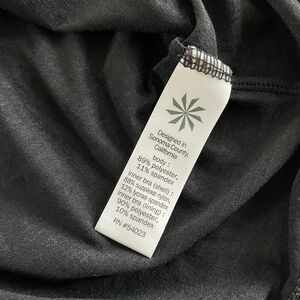 Designed in
Sonoma County,
California
body :
89% polyester,
11% spandex
inner bra (shell) :
88% supplex nylon,
12% lycra spandex
inner bra (lining) :
90% polyester,
10% spandex
RN #54023